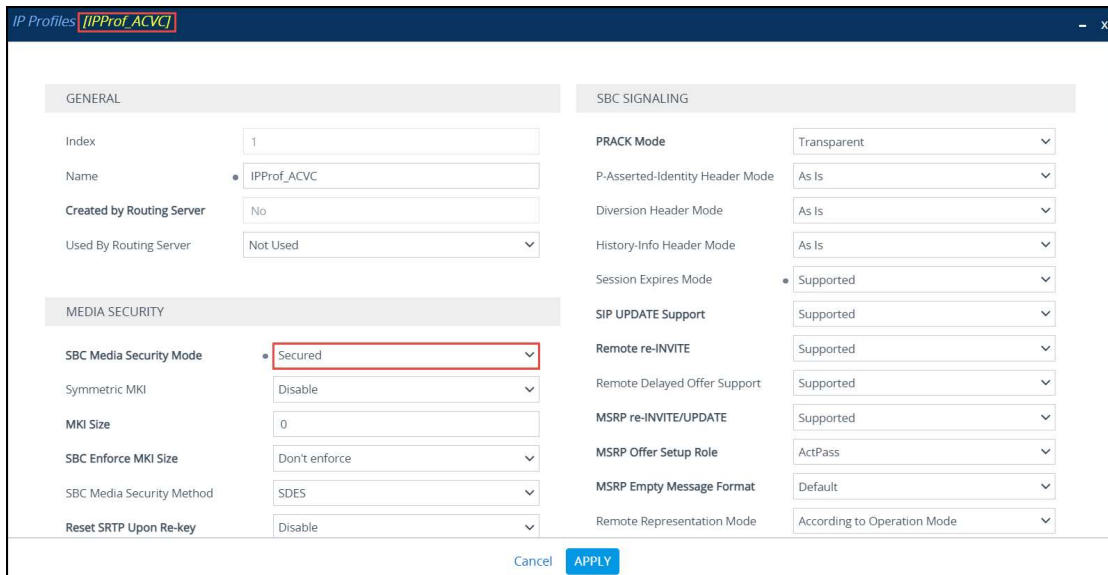 IP Profiles [IPProf_ACVC]
– x
GENERAL
Index 1
Name IPProf_ACVC
Created by Routing Server No
Used By Routing Server Not Used
MEDIA SECURITY
SBC Media Security Mode Secured
Symmetric MKI Disable
MKI Size 0
SBC Enforce MKI Size Don't enforce
SBC Media Security Method SDES
Reset SRTP Upon Re-key Disable
SBC SIGNALING
PRACK Mode Transparent
P-Asserted-Identity Header Mode As Is
Diversion Header Mode As Is
History-Info Header Mode As Is
Session Expires Mode Supported
SIP UPDATE Support Supported
Remote re-INVITE Supported
Remote Delayed Offer Support Supported
MSRP re-INVITE/UPDATE Supported
MSRP Offer Setup Role ActPass
MSRP Empty Message Format Default
Remote Representation Mode According to Operation Mode
Cancel APPLY